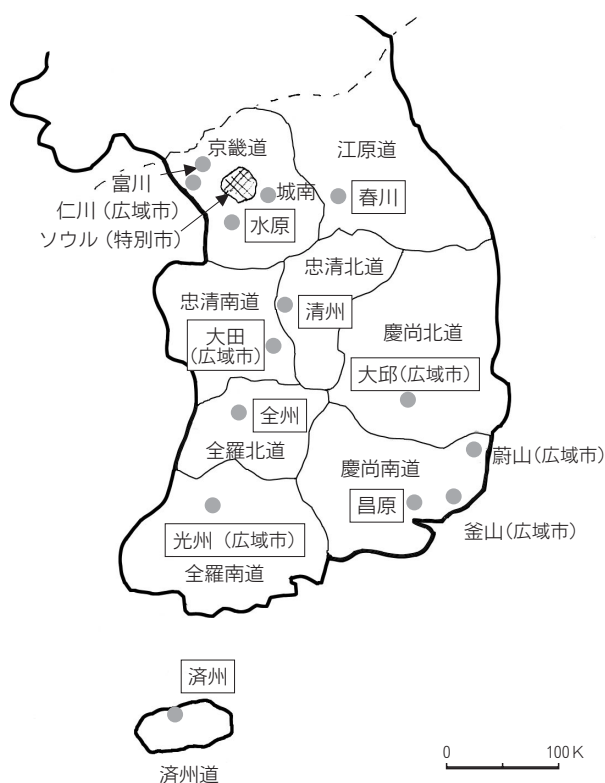 京畿道
江原道
富川
仁川（広域市）
ソウル（特別市）
城南
春川
水原
忠清北道
忠清南道
清州
慶尚北道
大田
（広域市）
大邱（広域市）
全州
全羅北道
慶尚南道
蔚山（広域市）
昌原
釜山（広域市）
光州（広域市）
全羅南道
済州
済州道
0 100K